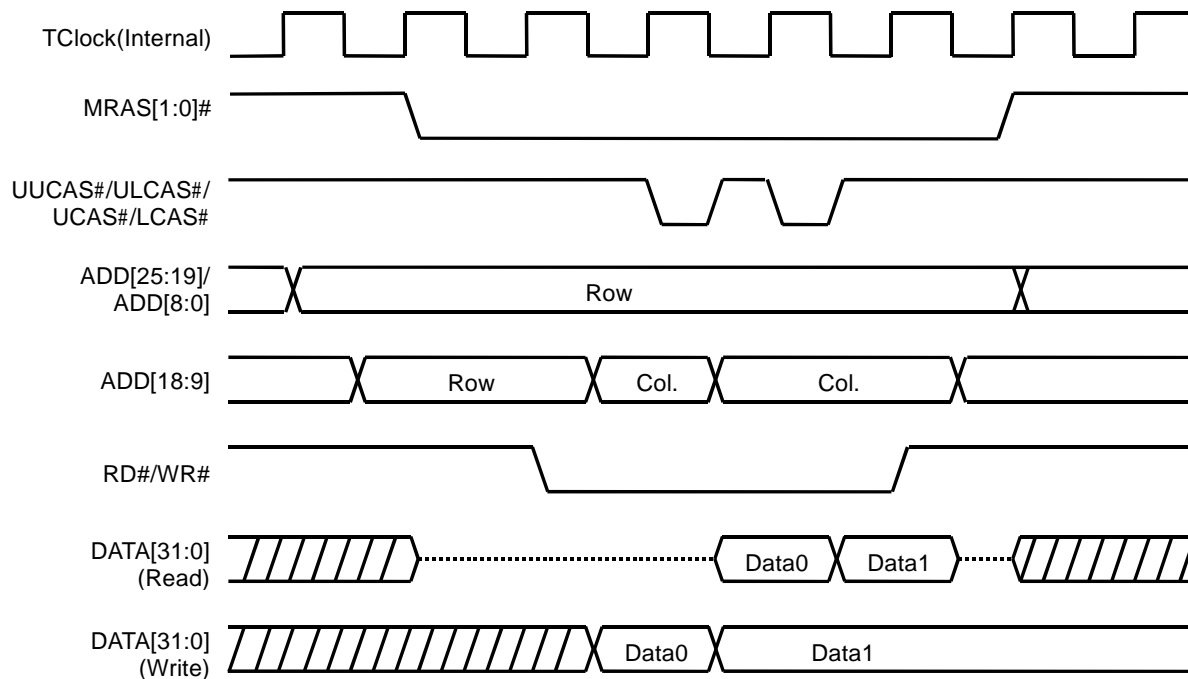 TClock(Internal)
MRAS[1:0]#
UUCAS#/ULCAS#/
UCAS#/LCAS#
ADD[25:19]/
ADD[8:0]
Row
ADD[18:9]
Row
Col.
Col.
RD#/WR#
DATA[31:0]
(Read)
Data0
Data1
DATA[31:0]
(Write)
Data0
Data1